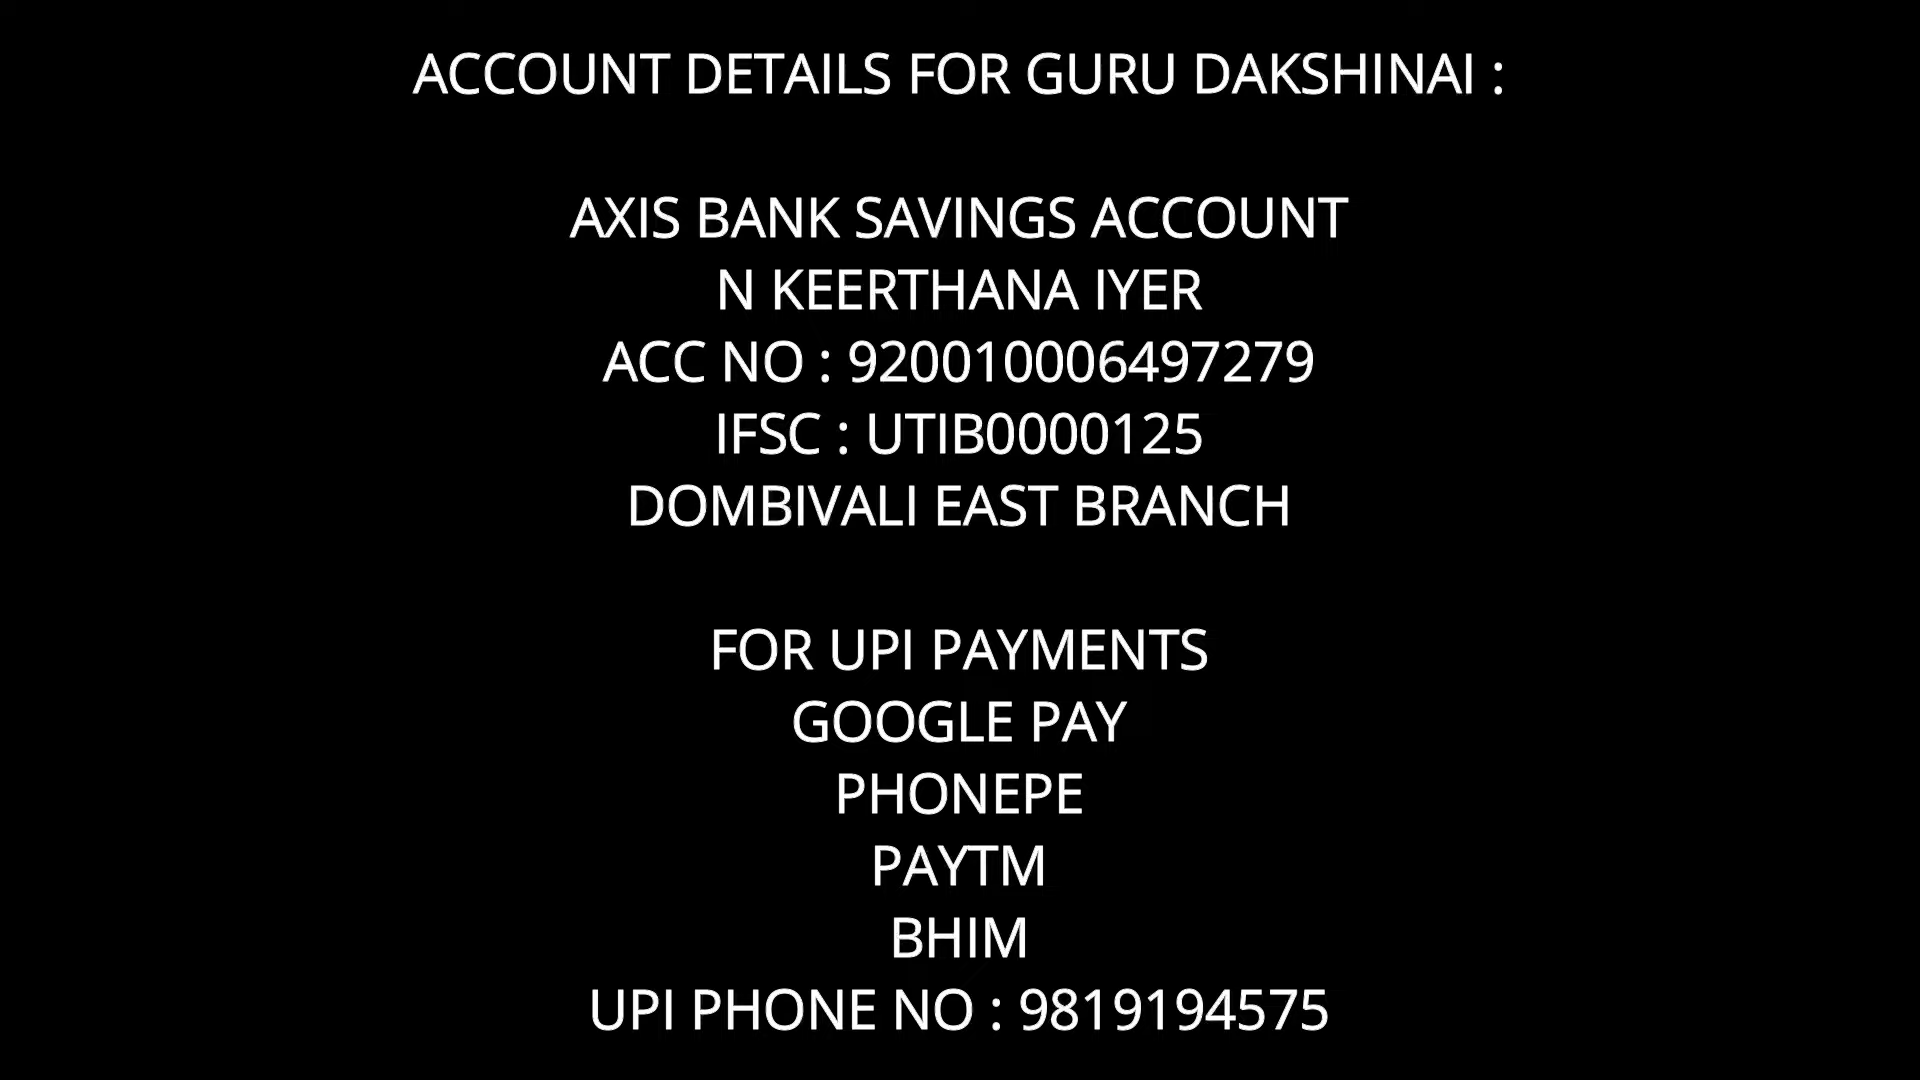 ACCOUNT DETAILS FOR GURU DAKSHINAI :
AXIS BANK SAVINGS ACCOUNT
N KEERTHANA IYER
ACC NO : 920010006497279
IFSC : UTIB0000125
DOMBIVALI EAST BRANCH
FOR UPI PAYMENTS
GOOGLE PAY
PHONEPE
PAYTM
BHIM
UPI PHONE NO : 9819194575